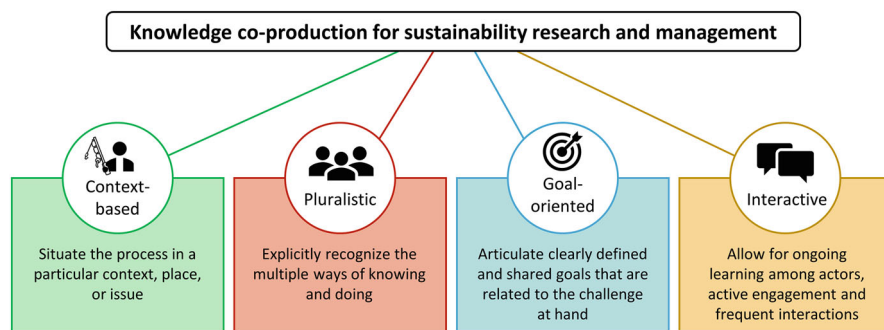 Knowledge co-production for sustainability research and management
Context-
based
Situate the process in a
particular context, place,
or issue
Pluralistic
Explicitly recognize the
multiple ways of knowing
and doing
Goal-
oriented
Articulate clearly defined
and shared goals that are
related to the challenge
at hand
Interactive
Allow for ongoing
learning among actors,
active engagement and
frequent interactions